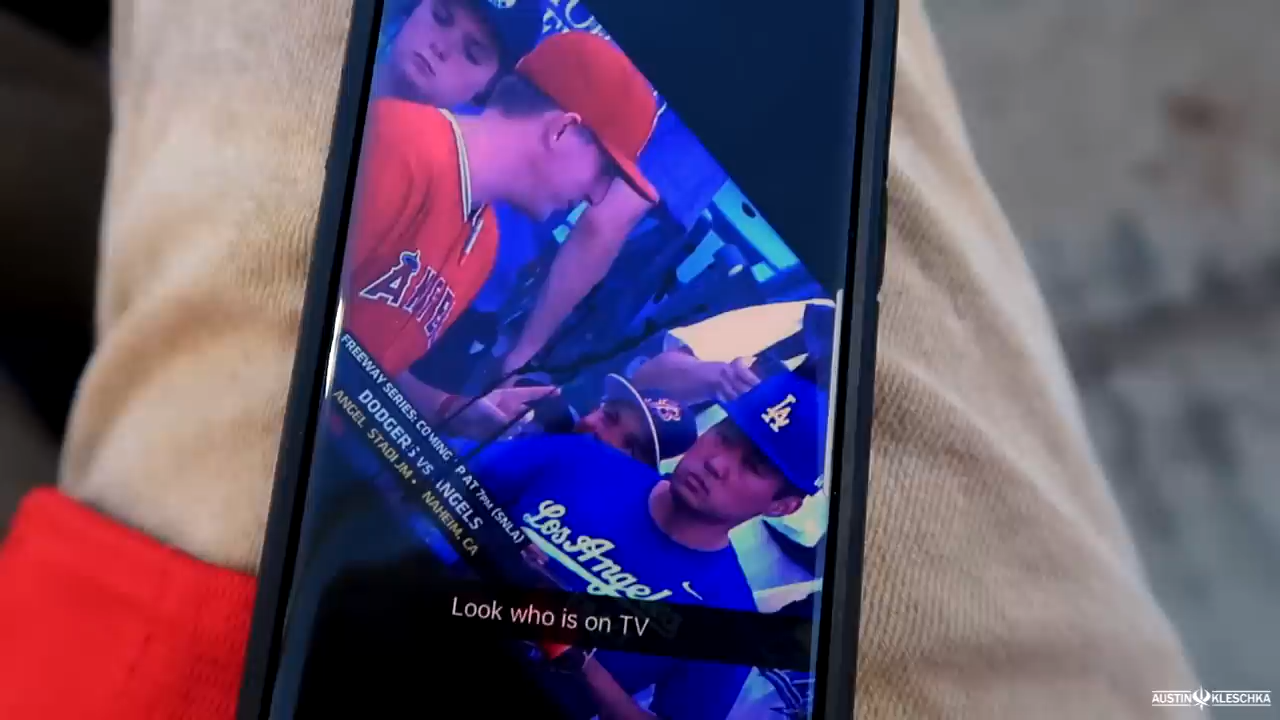 ANGELS
LA
FREEWAY SERIES: COMING UP AT 7PM (SNLA)
DODGERS VS ANGELS
ANGEL STADIUM • ANAHEIM, CA
Los Angel
Look who is on TV
AUSTIN KLESCHKA